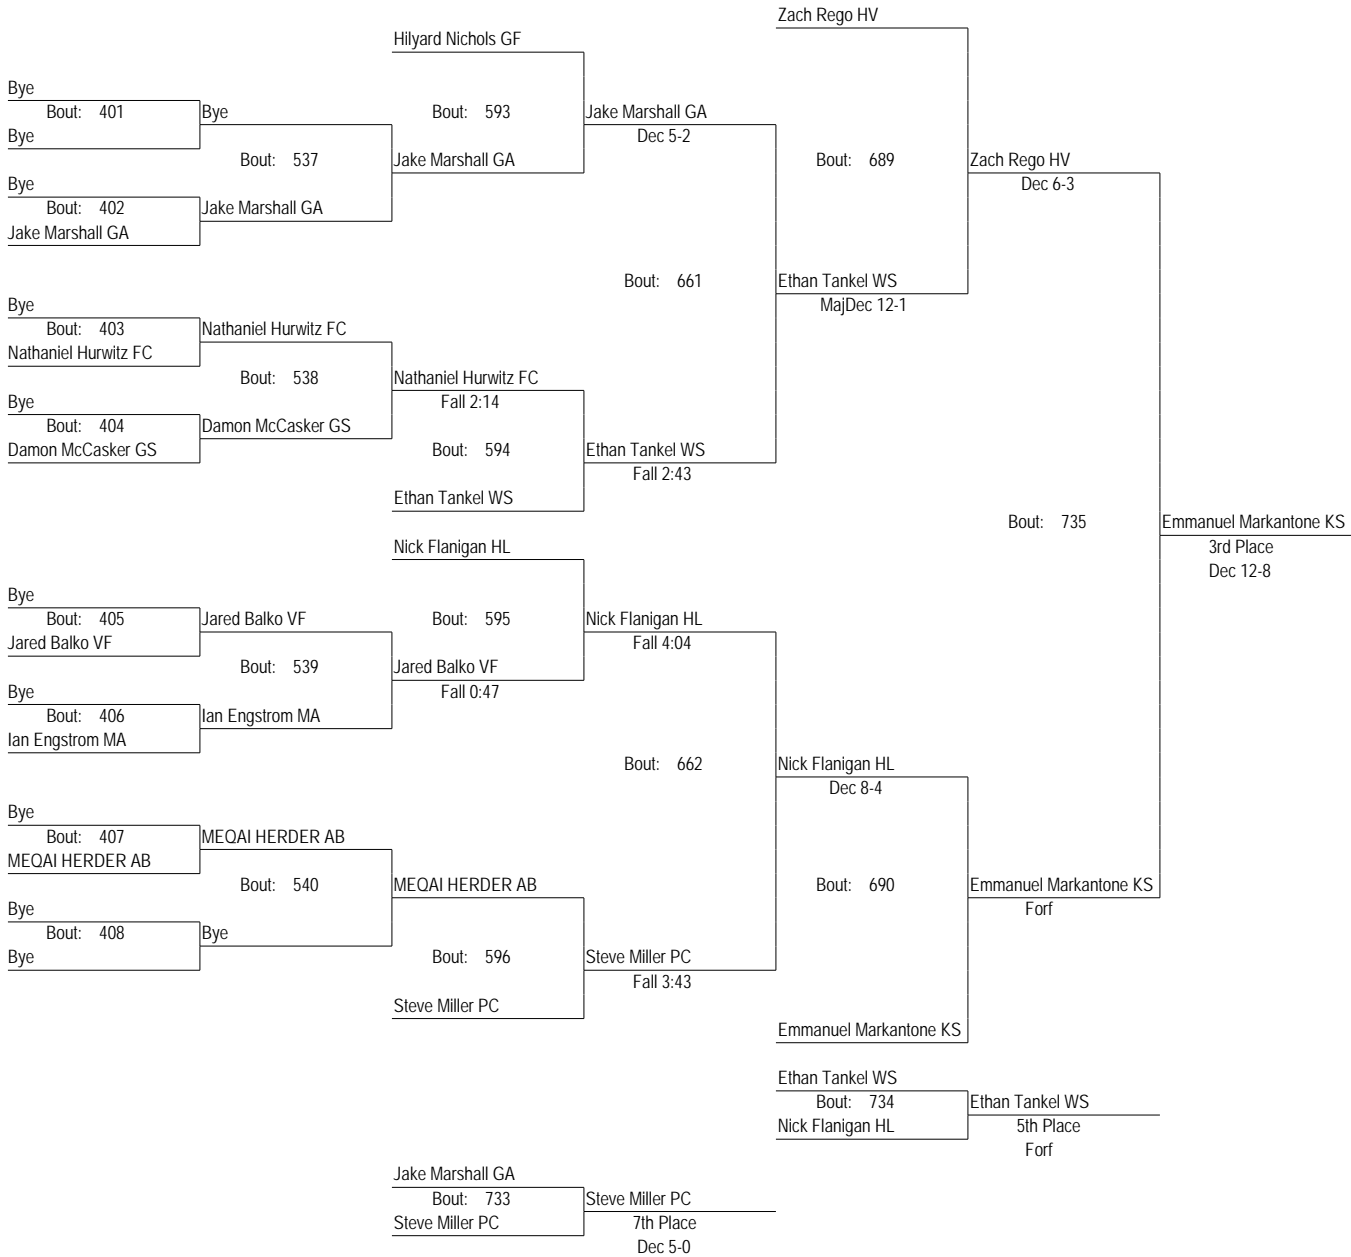 Zach Rego HV
Hilyard Nichols GF
Bye
Bout: 401
Bye
Bout: 593
Jake Marshall GA
Bye
Dec 5-2
Bout: 537
Jake Marshall GA
Bout: 689
Zach Rego HV
Bye
Dec 6-3
Bout: 402
Jake Marshall GA
Jake Marshall GA
Bout: 661
Ethan Tankel WS
Bye
MajDec 12-1
Bout: 403
Nathaniel Hurwitz FC
Nathaniel Hurwitz FC
Bout: 538
Nathaniel Hurwitz FC
Bye
Fall 2:14
Bout: 404
Damon McCasker GS
Damon McCasker GS
Bout: 594
Ethan Tankel WS
Fall 2:43
Ethan Tankel WS
Bout: 735
Emmanuel Markantone KS
Nick Flanigan HL
3rd Place
Dec 12-8
Bye
Bout: 405
Jared Balko VF
Bout: 595
Nick Flanigan HL
Jared Balko VF
Fall 4:04
Bout: 539
Jared Balko VF
Bye
Fall 0:47
Bout: 406
Ian Engstrom MA
Ian Engstrom MA
Bout: 662
Nick Flanigan HL
Dec 8-4
Bye
Bout: 407
MEQAI HERDER AB
MEQAI HERDER AB
Bout: 540
MEQAI HERDER AB
Bout: 690
Emmanuel Markantone KS
Bye
Forf
Bout: 408
Bye
Bye
Bout: 596
Steve Miller PC
Fall 3:43
Steve Miller PC
Emmanuel Markantone KS
Ethan Tankel WS
Bout: 734
Ethan Tankel WS
Nick Flanigan HL
5th Place
Forf
Jake Marshall GA
Bout: 733
Steve Miller PC
Steve Miller PC
7th Place
Dec 5-0